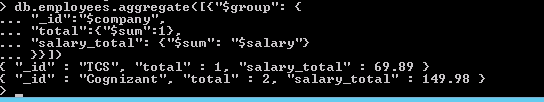 > db.employees.aggregate([{"$group": {
... "_id":"$company",
... "total":{"$sum":1},
... "salary_total": {"$sum": "$salary"}
... }}])
{ "_id" : "TCS", "total" : 1, "salary_total" : 69.89 }
{ "_id" : "Cognizant", "total" : 2, "salary_total" : 149.98 }
>